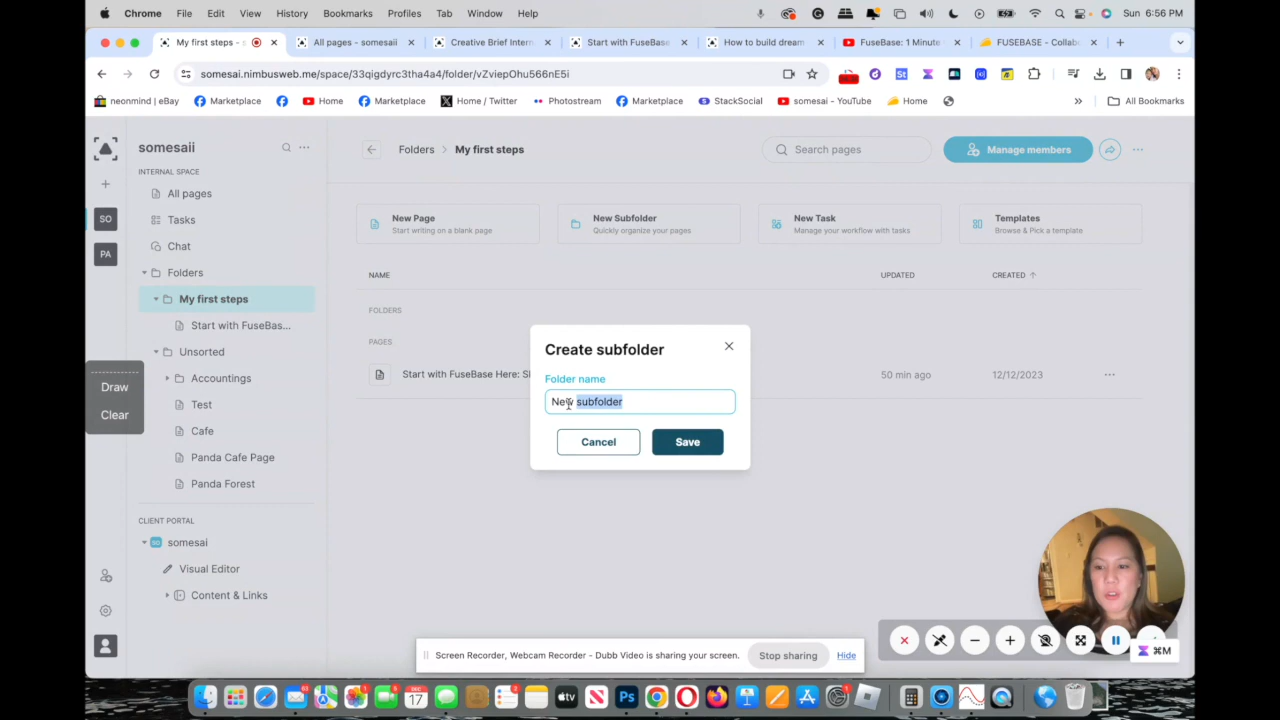 Chrome File Edit View History Bookmarks Profiles Tab Window Help Sun 6:56 PM
My first steps - s All pages - somesaii Creative Brief Intern Start with FuseBase How to build dream FuseBase: 1 Minute FUSEBASE - Collab
somesai.nimbusweb.me/space/33qigdyrc3tha4a4/folder/vZviepOhu566nE5i
neonmind | eBay Marketplace Home Marketplace Home / Twitter Photostream Marketplace StackSocial somesai - YouTube Home » All Bookmarks
somesaii
INTERNAL SPACE
All pages
Tasks
Chat
Folders
My first steps
Start with FuseBas...
Unsorted
Accountings
Test
Cafe
Panda Cafe Page
Panda Forest
CLIENT PORTAL
somesai
Visual Editor
Content & Links
SO
PA
Draw
Clear
Folders > My first steps
Search pages
Manage members
New Page
Start writing on a blank page
New Subfolder
Quickly organize your pages
New Task
Manage your workflow with tasks
Templates
Browse & Pick a template
NAME UPDATED CREATED
FOLDERS
PAGES
Start with FuseBase Here: S 50 min ago 12/12/2023
Create subfolder
Folder name
New subfolder
Cancel Save
Screen Recorder, Webcam Recorder - Dubb Video is sharing your screen. Stop sharing Hide
⌘M
DEC
17